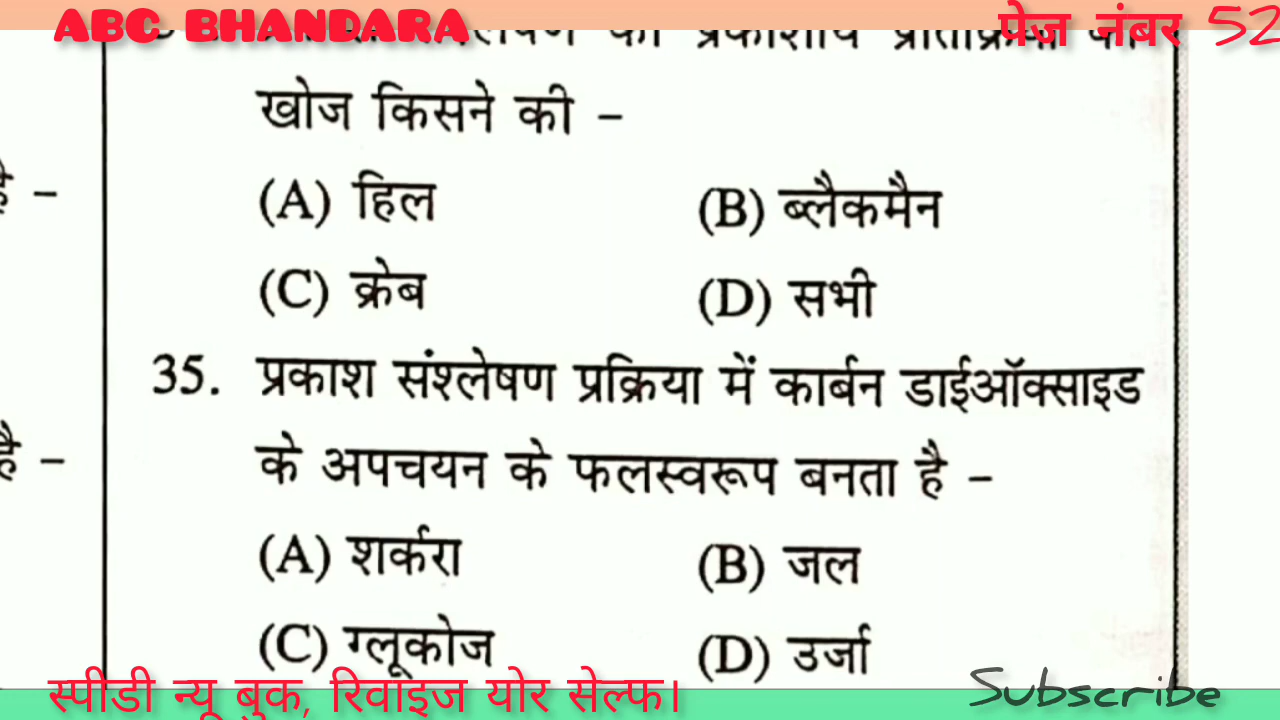 ABC BHANDARA
पेज नंबर 52
खोज किसने की –
(A) हिल (B) ब्लैकमैन
(C) क्रेब (D) सभी
है –
35. प्रकाश संश्लेषण प्रक्रिया में कार्बन डाईऑक्साइड
के अपचयन के फलस्वरूप बनता है –
है –
(A) शर्करा (B) जल
(C) ग्लूकोज (D) उर्जा
स्पीडी न्यू बुक, रिवाइज योर सेल्फ।
Subscribe